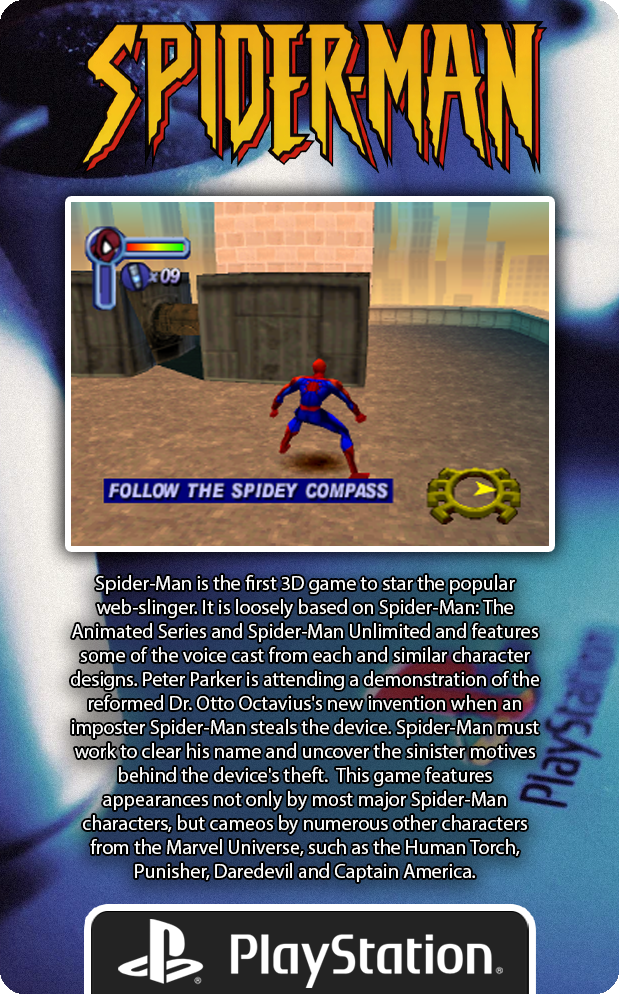 SPIDER-MAN
x09
FOLLOW THE SPIDEY COMPASS
Spider-Man is the first 3D game to star the popular
web-slinger. It is loosely based on Spider-Man: The
Animated Series and Spider-Man Unlimited and features
some of the voice cast from each and similar character
designs. Peter Parker is attending a demonstration of the
reformed Dr. Otto Octavius's new invention when an
imposter Spider-Man steals the device. Spider-Man must
work to clear his name and uncover the sinister motives
behind the device's theft.  This game features
appearances not only by most major Spider-Man
characters, but cameos by numerous other characters
from the Marvel Universe, such as the Human Torch,
Punisher, Daredevil and Captain America.
PlayStation
PlayStation®